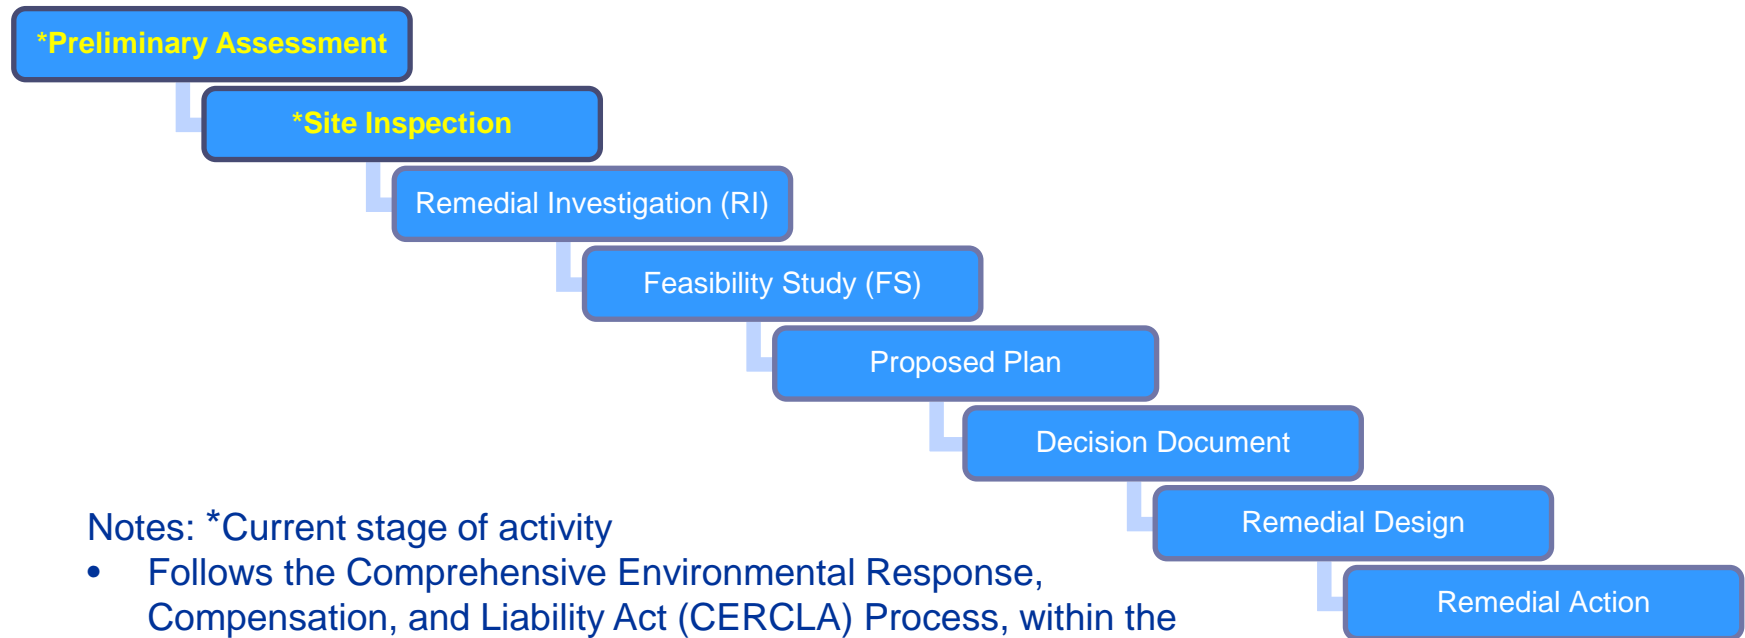 *Preliminary Assessment
*Site Inspection
Remedial Investigation (RI)
Feasibility Study (FS)
Proposed Plan
Decision Document
Remedial Design
Remedial Action
Notes: *Current stage of activity
• Follows the Comprehensive Environmental Response,
Compensation, and Liability Act (CERCLA) Process, within the